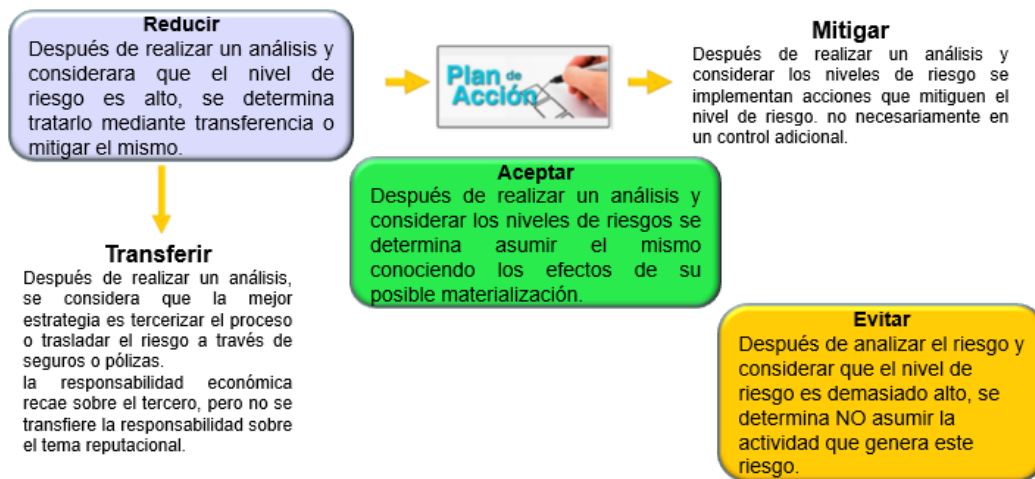 Reducir
Después de realizar un análisis y
considerara que el nivel de
riesgo es alto, se determina
tratarlo mediante transferencia o
mitigar el mismo.
Plan de
Acción
Mitigar
Después de realizar un análisis y
considerar los niveles de riesgo se
implementan acciones que mitiguen el
nivel de riesgo. no necesariamente en
un control adicional.
Aceptar
Después de realizar un análisis y
considerar los niveles de riesgos se
determina asumir el mismo
conociendo los efectos de su
posible materialización.
Transferir
Después de realizar un análisis,
se considera que la mejor
estrategia es tercerizar el proceso
o trasladar el riesgo a través de
seguros o pólizas.
la responsabilidad económica
recae sobre el tercero, pero no se
transfiere la responsabilidad sobre
el tema reputacional.
Evitar
Después de analizar el riesgo y
considerar que el nivel de
riesgo es demasiado alto, se
determina NO asumir la
actividad que genera este
riesgo.